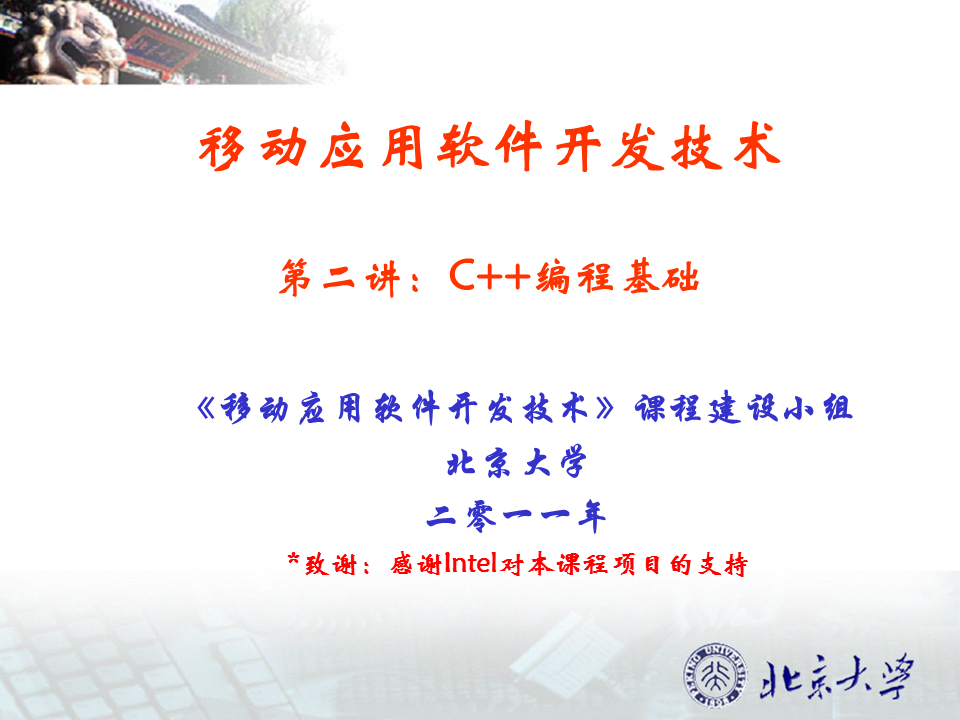 移动应用软件开发技术
第二讲：C++编程基础
《移动应用软件开发技术》课程建设小组
北京大学
二零一一年
*致谢：感谢Intel对本课程项目的支持
PEKING UNIVERSITY
1898
北京大学